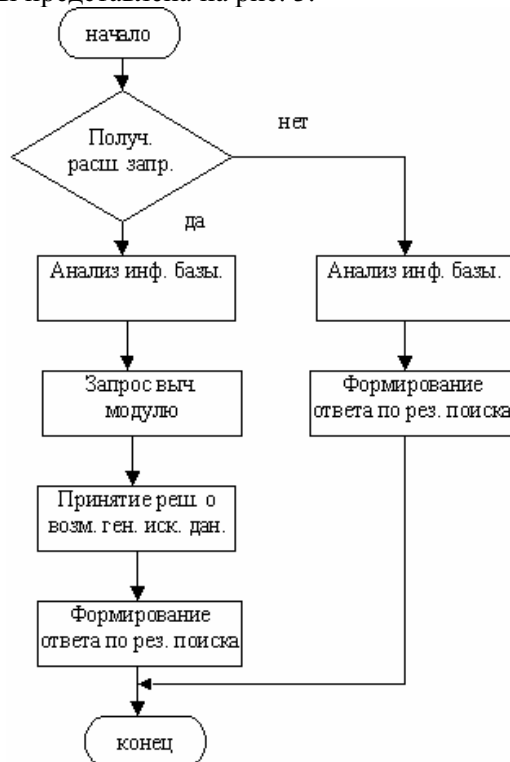 представлена на рис. 3.
начало
Получ.
расш. запр.
нет
да
Анализ инф. базы.
Запрос выч.
модулю
Принятие реш. о
возм. ген. иск. дан.
Формирование
ответа по рез. поиска
Анализ инф. базы.
Формирование
ответа по рез. поиска
конец